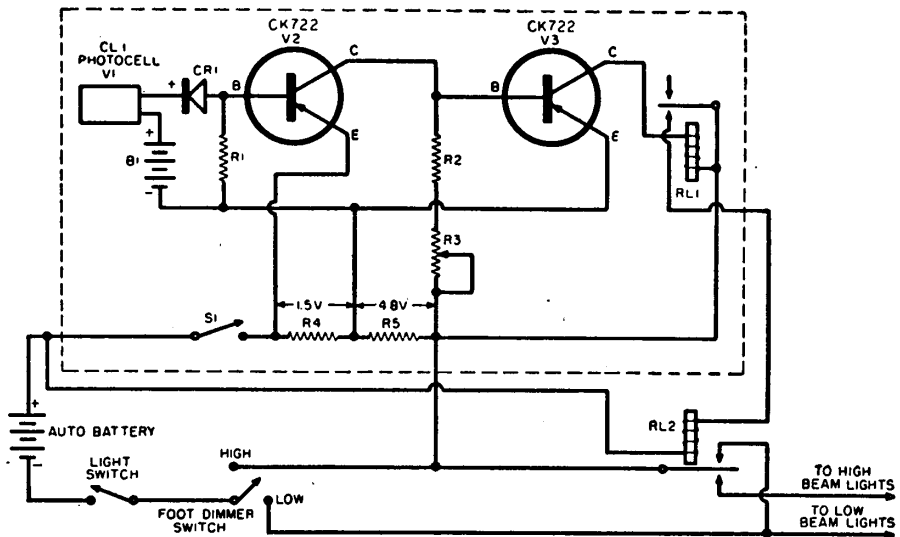 CL1
PHOTOCELL
V1
CK722
V2
CK722
V3
C
C
CR1
+
B
B
E
E
+
B1
-
R1
R2
RL1
R3
1.5V
4.8V
S1
R4
R5
+
AUTO BATTERY
-
RL2
LIGHT
SWITCH
HIGH
LOW
FOOT DIMMER
SWITCH
TO HIGH
BEAM LIGHTS
TO LOW
BEAM LIGHTS